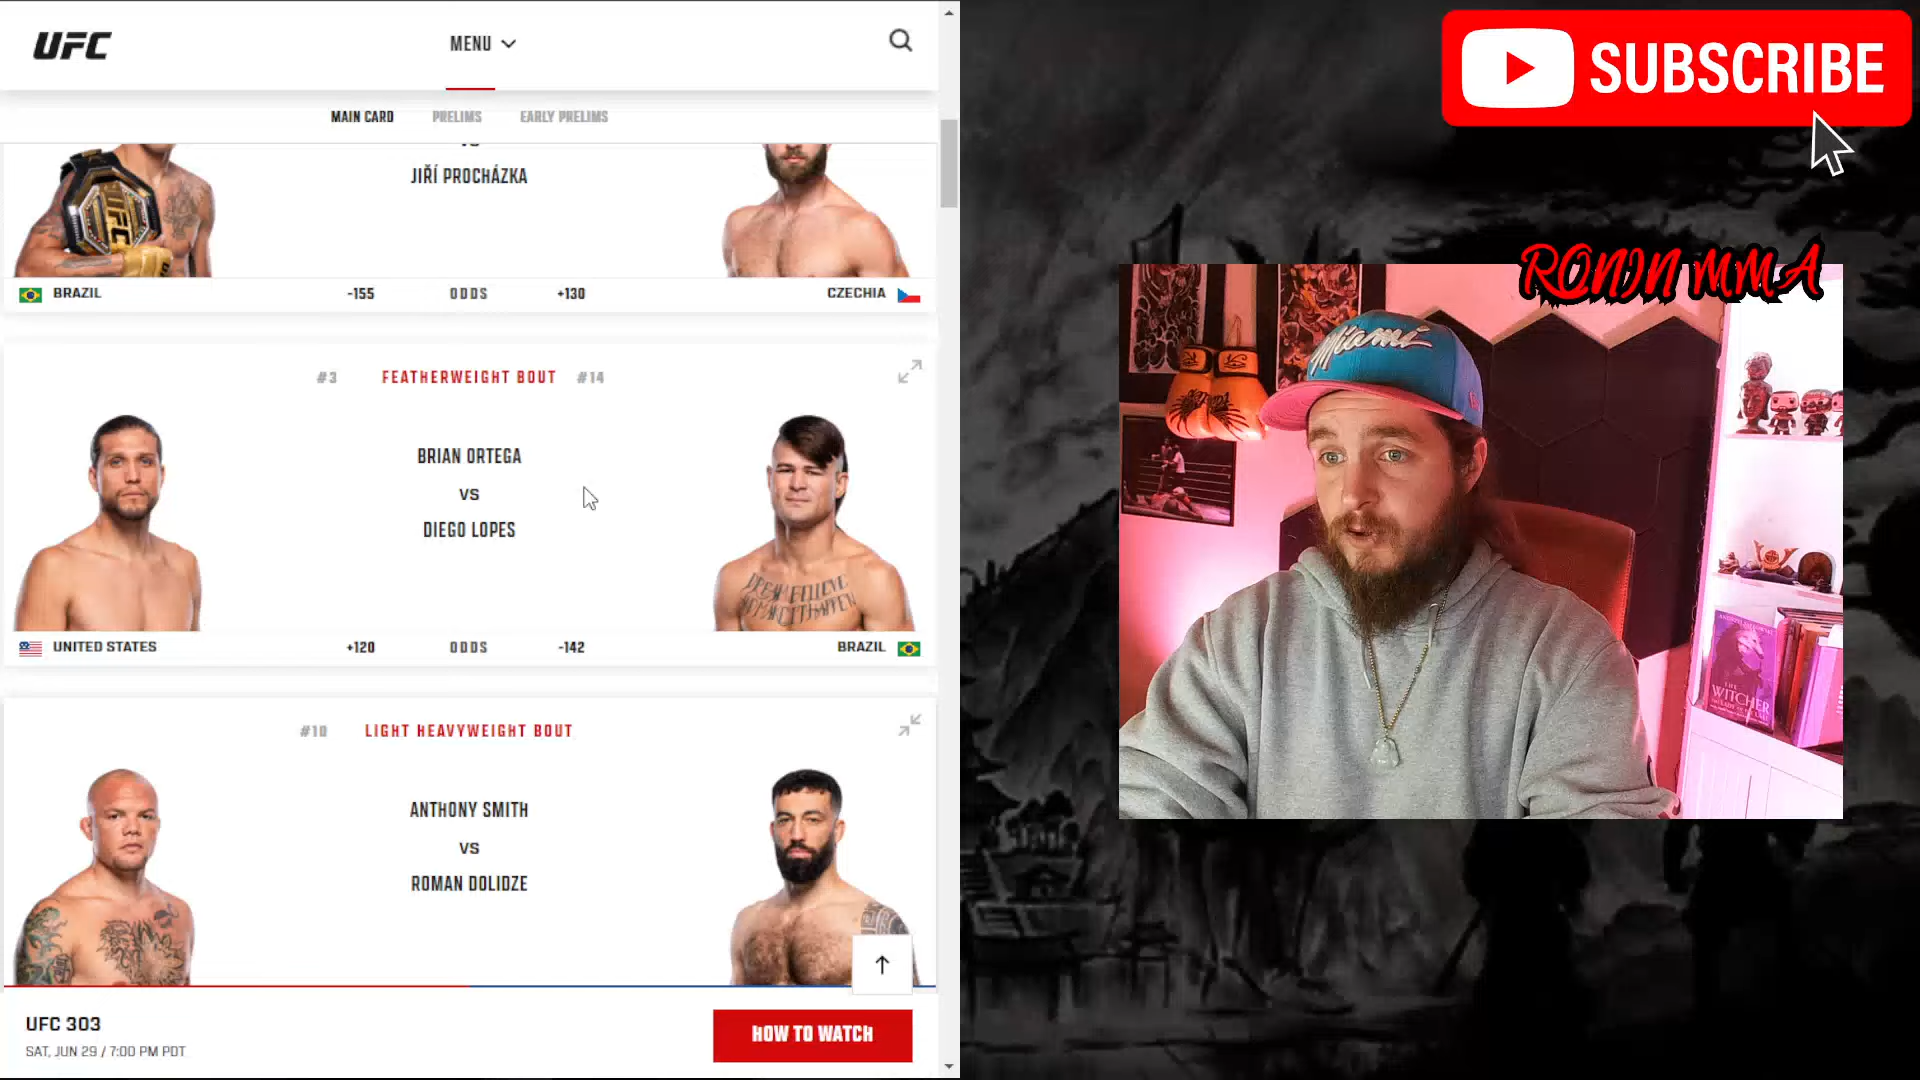 UFC
MENU
MAIN CARD PRELIMS EARLY PRELIMS
JIŘÍ PROCHÁZKA
BRAZIL -155 ODDS +130 CZECHIA
#3 FEATHERWEIGHT BOUT #14
BRIAN ORTEGA
VS
DIEGO LOPES
UNITED STATES +120 ODDS -142 BRAZIL
#10 LIGHT HEAVYWEIGHT BOUT
ANTHONY SMITH
VS
ROMAN DOLIDZE
UFC 303
SAT, JUN 29 / 7:00 PM PDT
HOW TO WATCH
SUBSCRIBE
RONIN MMA
Miami
THE
WITCHER